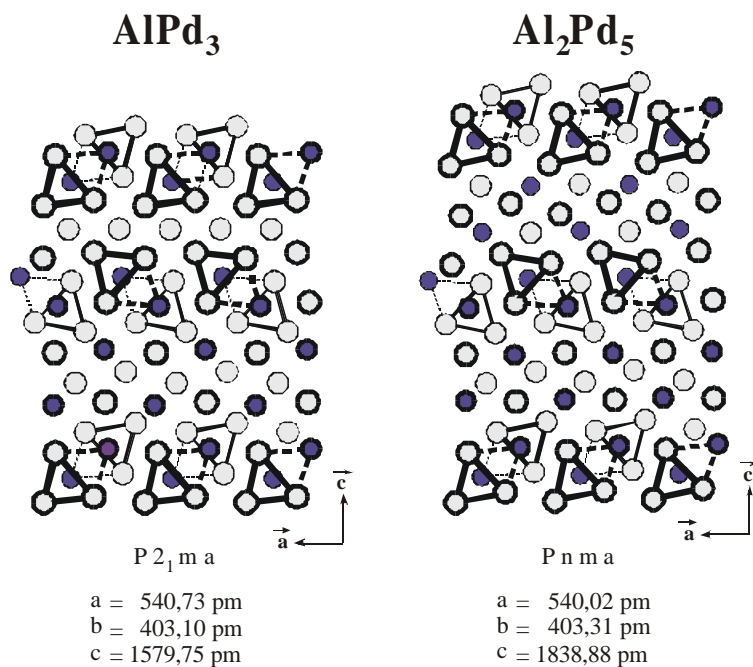 AlPd₃
Al₂Pd₅
c
a
P 2₁ m a
a = 540,73 pm
b = 403,10 pm
c = 1579,75 pm
c
a
P n m a
a = 540,02 pm
b = 403,31 pm
c = 1838,88 pm